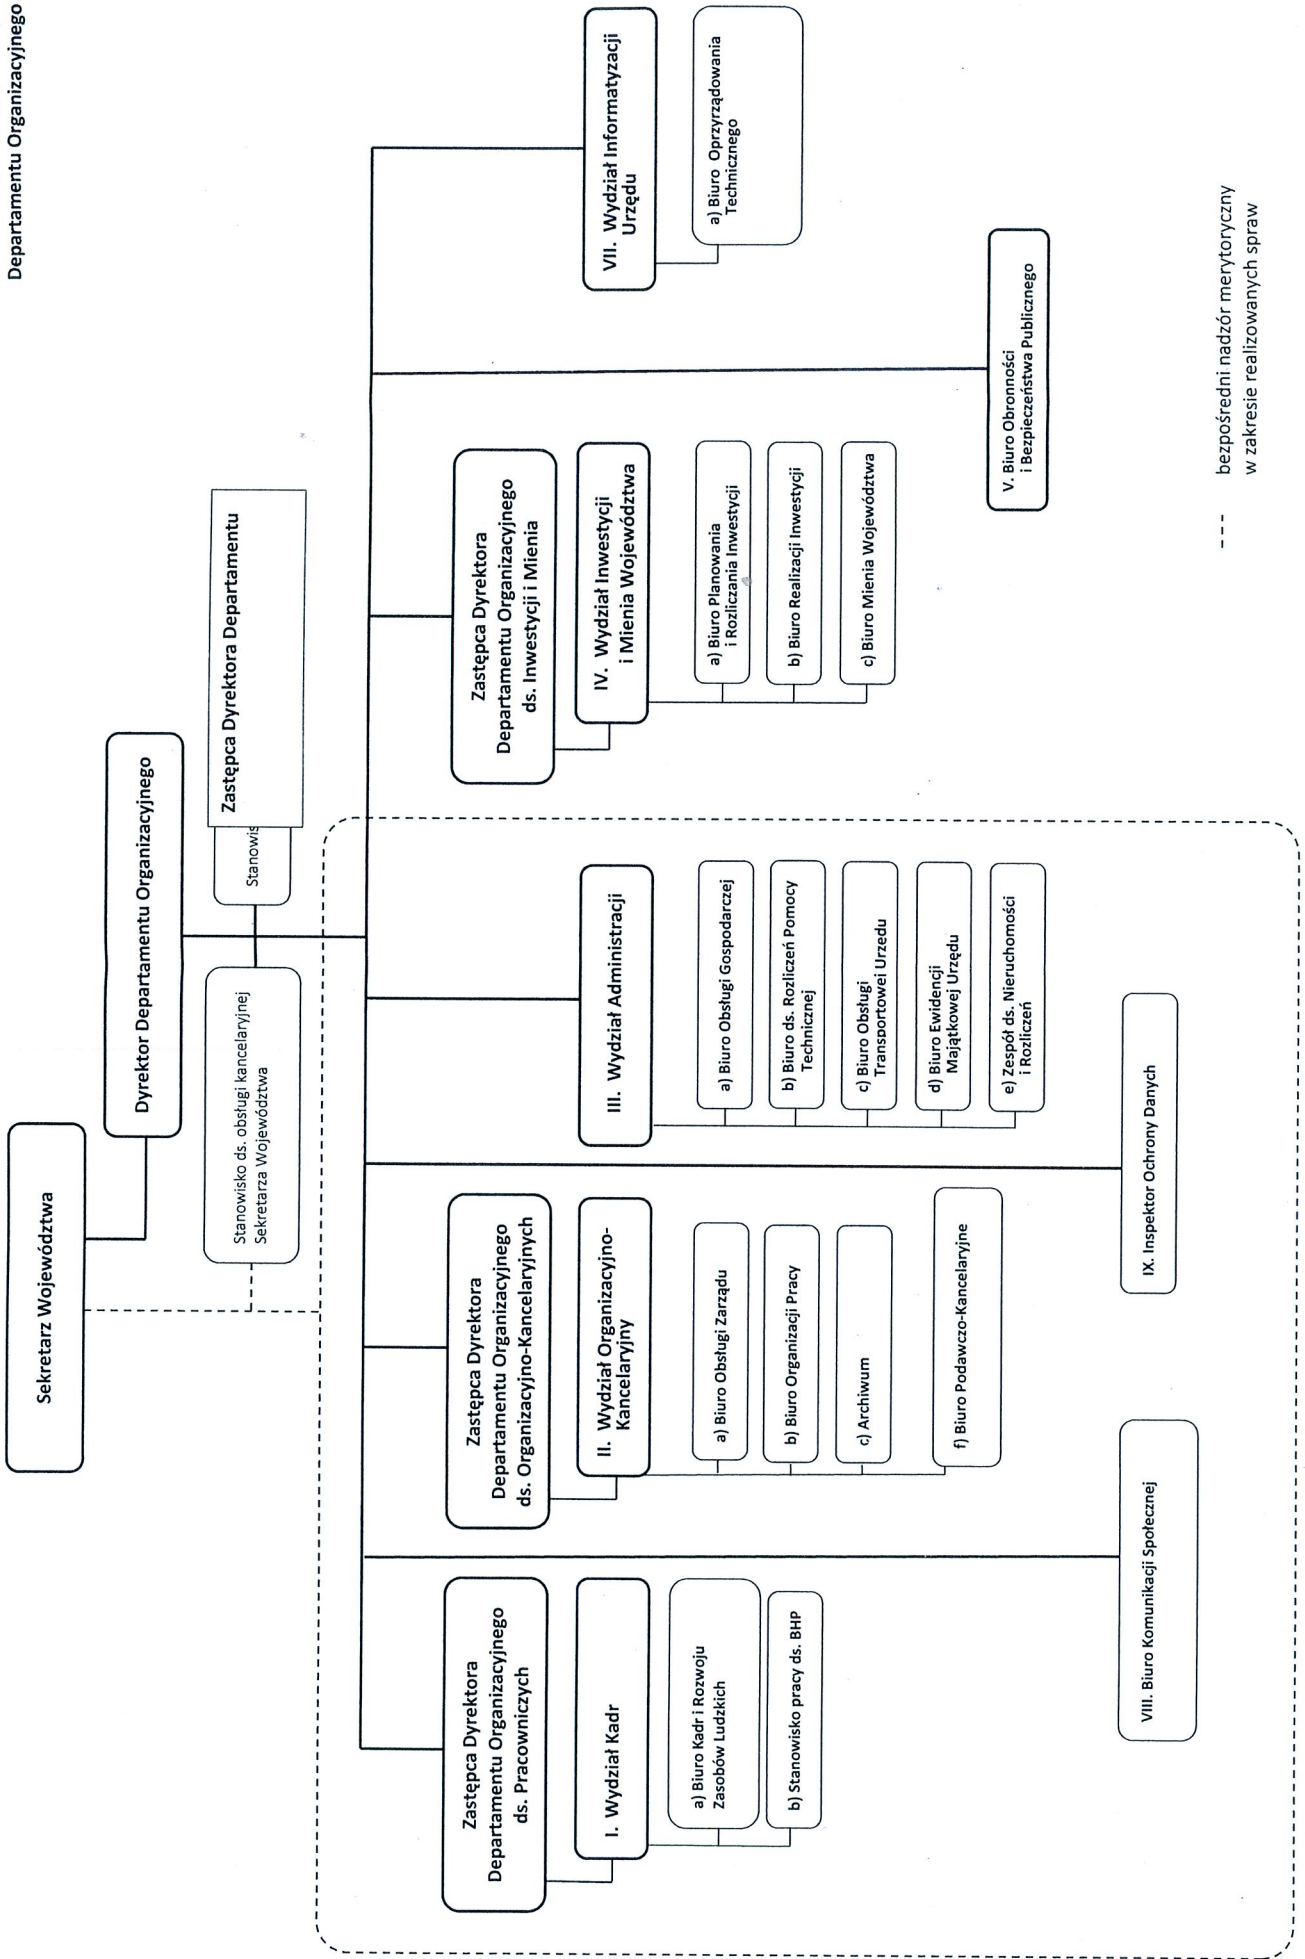 Departamentu Organizacyjnego
Sekretarz Województwa
Dyrektor Departamentu Organizacyjnego
Stanowisko ds. obsługi kancelaryjnej
Sekretarza Województwa
Zastępca Dyrektora Departamentu
Zastępca Dyrektora
Departamentu Organizacyjnego
ds. Pracowniczych
I. Wydział Kadr
a) Biuro Kadr i Rozwoju
Zasobów Ludzkich
b) Stanowisko pracy ds. BHP
VIII. Biuro Komunikacji Społecznej
Zastępca Dyrektora
Departamentu Organizacyjnego
ds. Organizacyjno-Kancelaryjnych
II. Wydział Organizacyjno-
Kancelaryjny
a) Biuro Obsługi Zarządu
b) Biuro Organizacji Pracy
c) Archiwum
f) Biuro Podawczo-Kancelaryjne
IX. Inspektor Ochrony Danych
III. Wydział Administracji
a) Biuro Obsługi Gospodarczej
b) Biuro ds. Rozliczeń Pomocy
Technicznej
c) Biuro Obsługi
Transportowej Urzedu
d) Biuro Ewidencji
Majątkowej Urzędu
e) Zespół ds. Nieruchomości
i Rozliczeń
Zastępca Dyrektora
Departamentu Organizacyjnego
ds. Inwestycji i Mienia
IV. Wydział Inwestycji
i Mienia Województwa
a) Biuro Planowania
i Rozliczania Inwestycji
b) Biuro Realizacji Inwestycji
c) Biuro Mienia Województwa
V. Biuro Obronności
i Bezpieczeństwa Publicznego
VII. Wydział Informatyzacji
Urzędu
a) Biuro Oprzyrządowania
Technicznego
--- bezpośredni nadzór merytoryczny
w zakresie realizowanych spraw